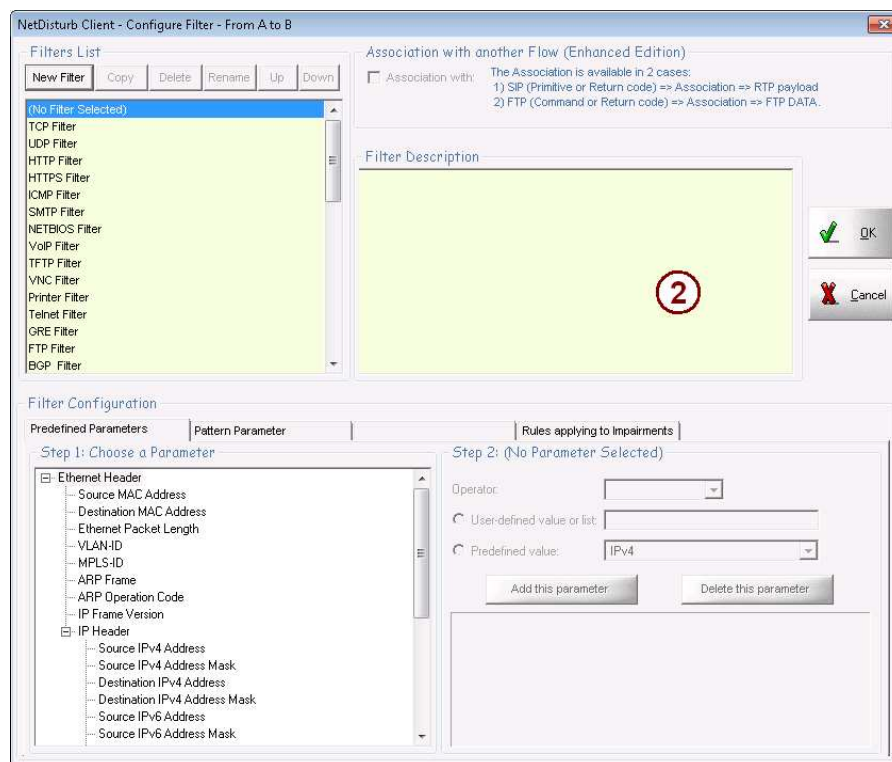 NetDisturb Client - Configure Filter - From A to B
Filters List
New Filter Copy Delete Rename Up Down
(No Filter Selected)
TCP Filter
UDP Filter
HTTP Filter
HTTPS Filter
ICMP Filter
SMTP Filter
NETBIOS Filter
VoIP Filter
TFTP Filter
VNC Filter
Printer Filter
Telnet Filter
GRE Filter
FTP Filter
BGP Filter
Association with another Flow (Enhanced Edition)
Association with: The Association is available in 2 cases:
1) SIP (Primitive or Return code) => Association => RTP payload
2) FTP (Command or Return code) => Association => FTP DATA.
Filter Description
2
OK
Cancel
Filter Configuration
Predefined Parameters Pattern Parameter Rules applying to Impairments
Step 1: Choose a Parameter
Ethernet Header
Source MAC Address
Destination MAC Address
Ethernet Packet Length
VLAN-ID
MPLS-ID
ARP Frame
ARP Operation Code
IP Frame Version
IP Header
Source IPv4 Address
Source IPv4 Address Mask
Destination IPv4 Address
Destination IPv4 Address Mask
Source IPv6 Address
Source IPv6 Address Mask
Step 2: (No Parameter Selected)
Operator:
User-defined value or list:
Predefined value: IPv4
Add this parameter Delete this parameter